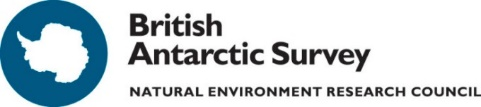 British
Antarctic Survey
NATURAL ENVIRONMENT RESEARCH COUNCIL